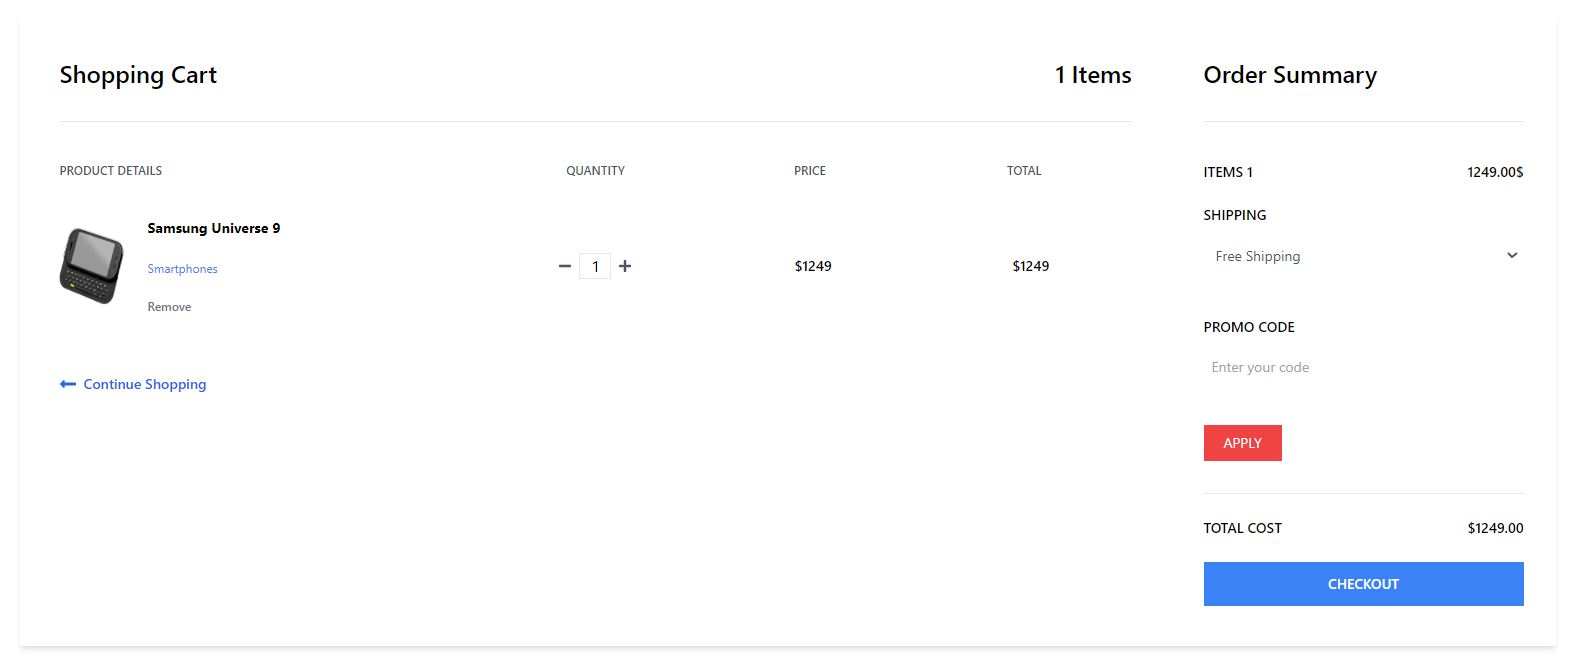 Shopping Cart
1 Items
PRODUCT DETAILS
QUANTITY
PRICE
TOTAL
Samsung Universe 9
Smartphones
Remove
1
$1249
$1249
Continue Shopping
Order Summary
ITEMS 1
1249.00$
SHIPPING
Free Shipping
PROMO CODE
Enter your code
APPLY
TOTAL COST
$1249.00
CHECKOUT